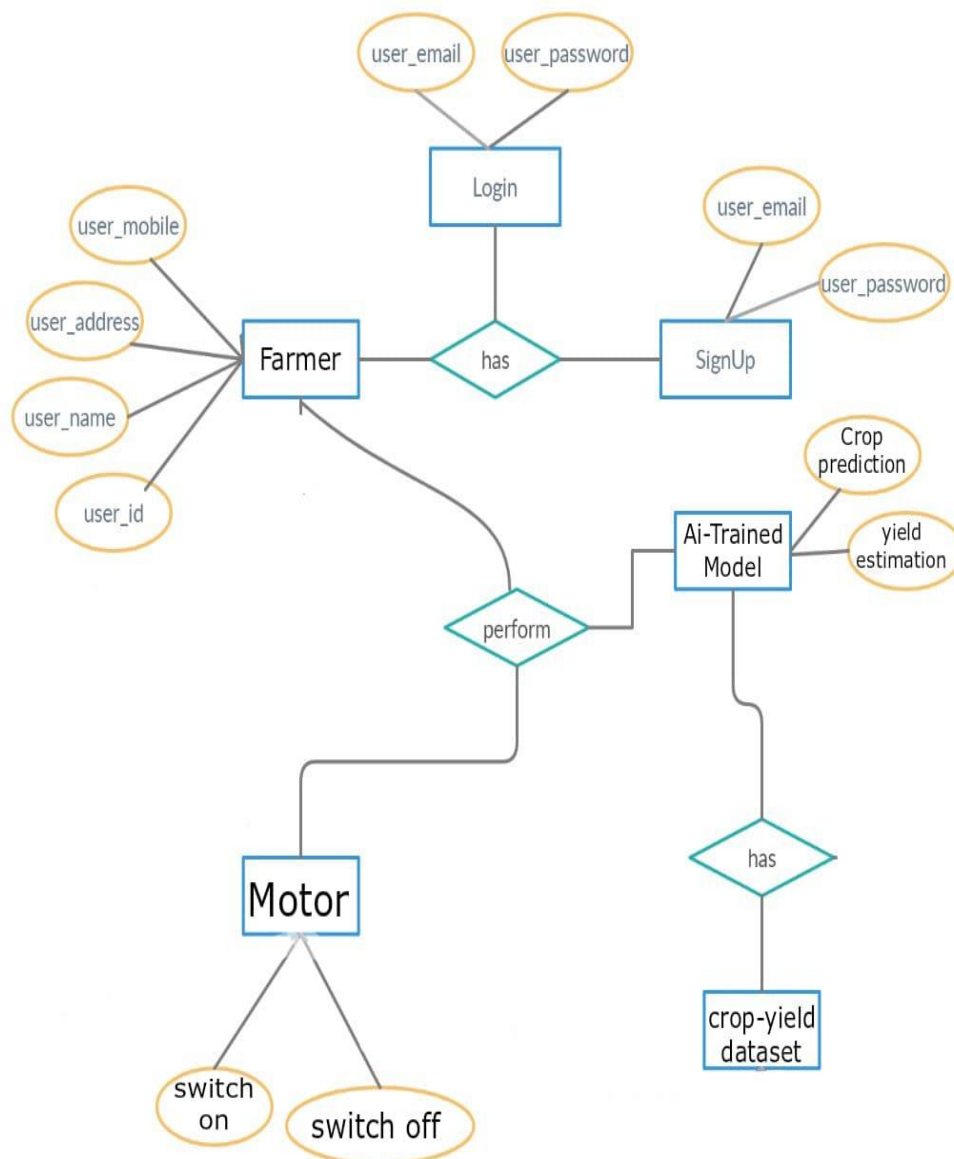 user_email
user_password
Login
user_email
user_mobile
user_password
user_address
Farmer
has
SignUp
user_name
Crop
prediction
user_id
Ai-Trained
Model
yield
estimation
perform
has
Motor
crop-yield
dataset
switch
on
switch off